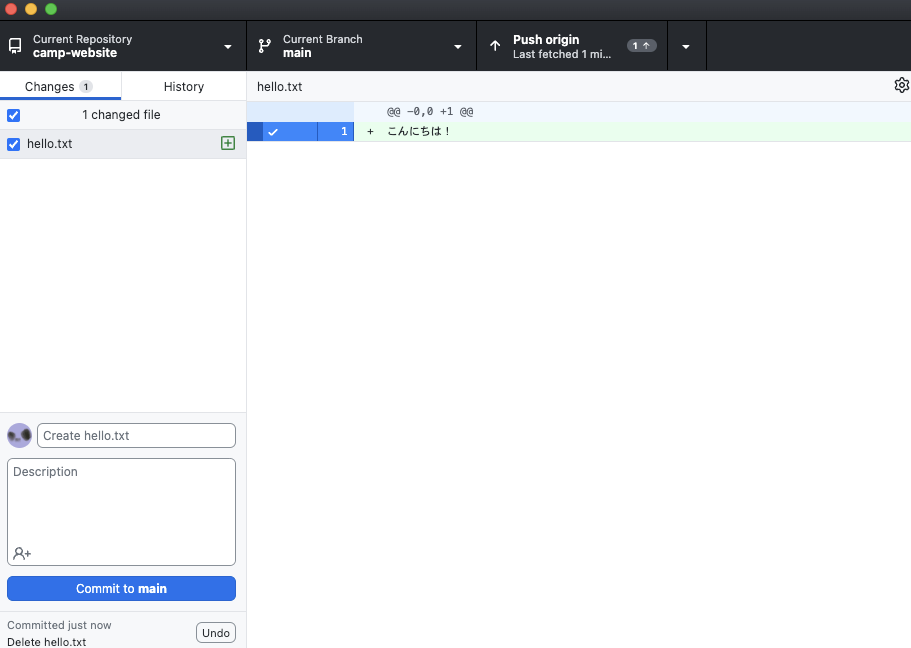 Current Repository
camp-website
Current Branch
main
Push origin
Last fetched 1 mi...
1 ↑
Changes 1
History
hello.txt
1 changed file
@@ -0,0 +1 @@
hello.txt
1 + こんにちは！
Create hello.txt
Description
Commit to main
Committed just now
Delete hello.txt
Undo